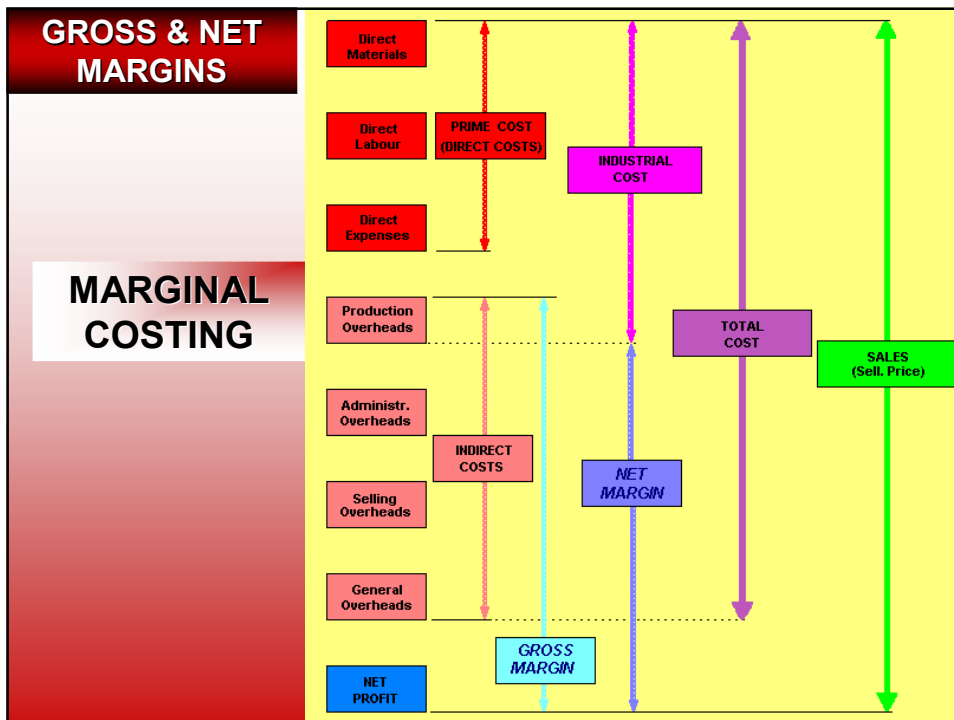 GROSS & NET
MARGINS
MARGINAL
COSTING
Direct
Materials
Direct
Labour
Direct
Expenses
Production
Overheads
Administr.
Overheads
Selling
Overheads
General
Overheads
NET
PROFIT
PRIME COST
(DIRECT COSTS)
INDIRECT
COSTS
GROSS
MARGIN
INDUSTRIAL
COST
NET
MARGIN
TOTAL
COST
SALES
(Sell. Price)